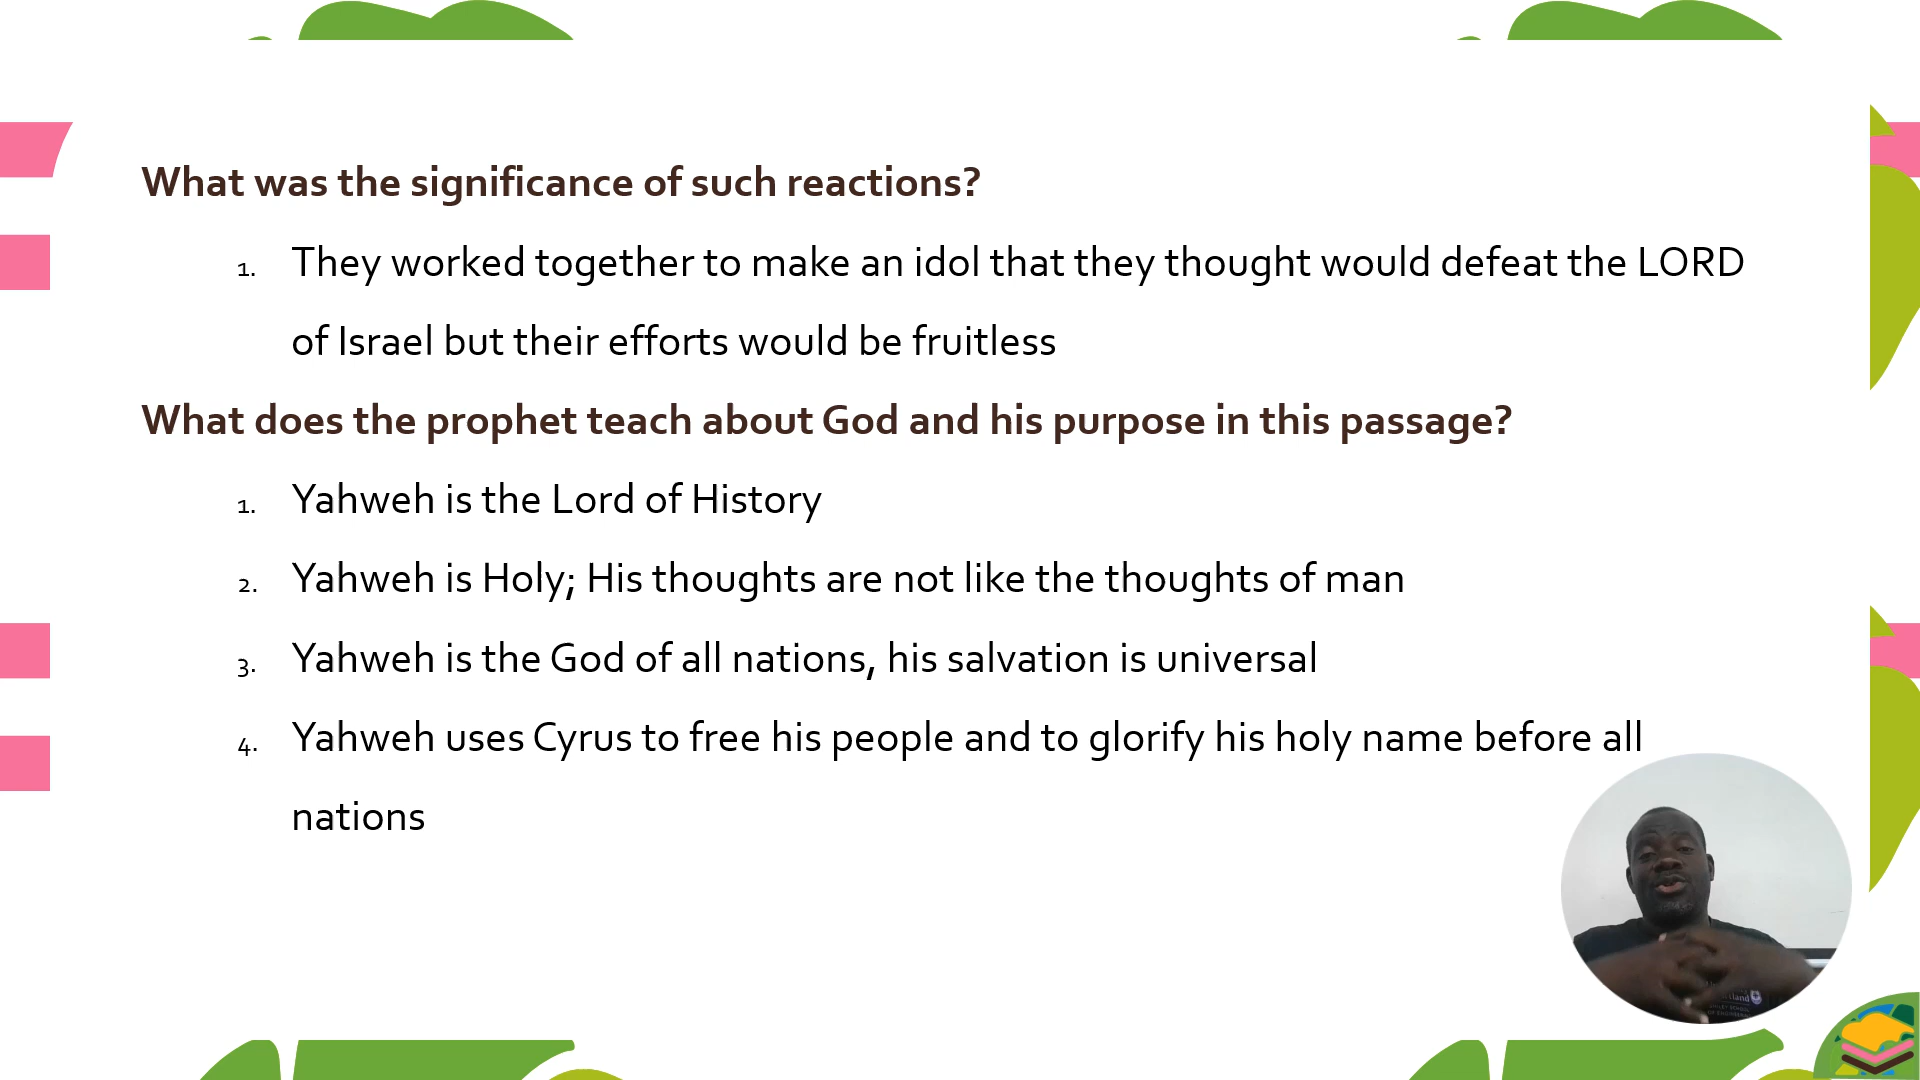 What was the significance of such reactions?
1. They worked together to make an idol that they thought would defeat the LORD
of Israel but their efforts would be fruitless
What does the prophet teach about God and his purpose in this passage?
1. Yahweh is the Lord of History
2. Yahweh is Holy; His thoughts are not like the thoughts of man
3. Yahweh is the God of all nations, his salvation is universal
4. Yahweh uses Cyrus to free his people and to glorify his holy name before all
nations